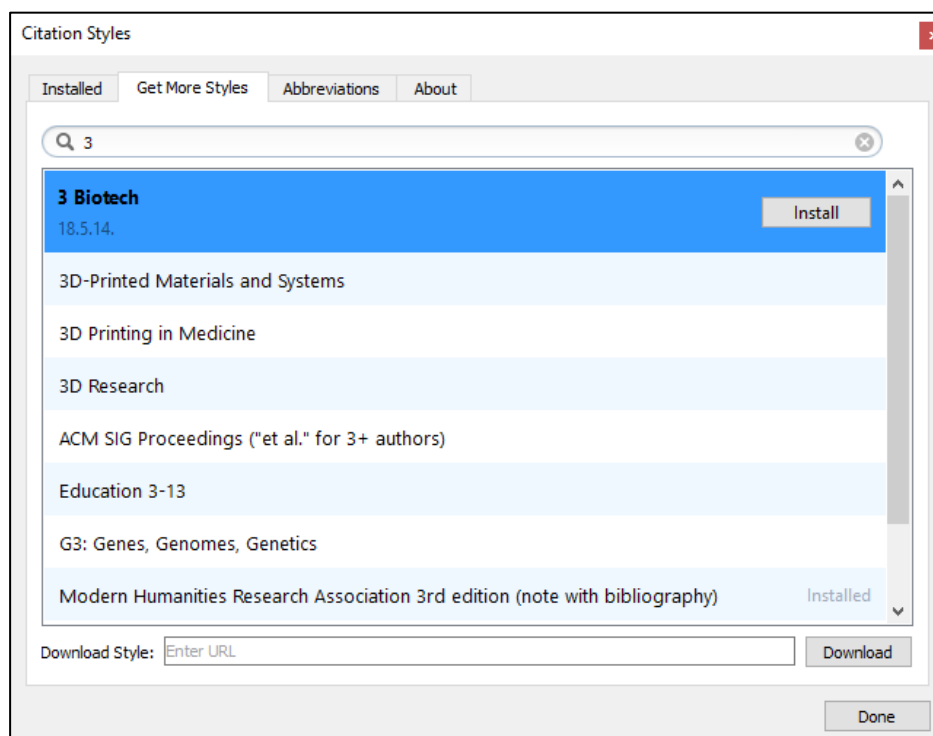 Citation Styles
Installed Get More Styles Abbreviations About
3
3 Biotech
Install
18.5.14.
3D-Printed Materials and Systems
3D Printing in Medicine
3D Research
ACM SIG Proceedings ("et al." for 3+ authors)
Education 3-13
G3: Genes, Genomes, Genetics
Modern Humanities Research Association 3rd edition (note with bibliography) Installed
Download Style: Enter URL Download
Done